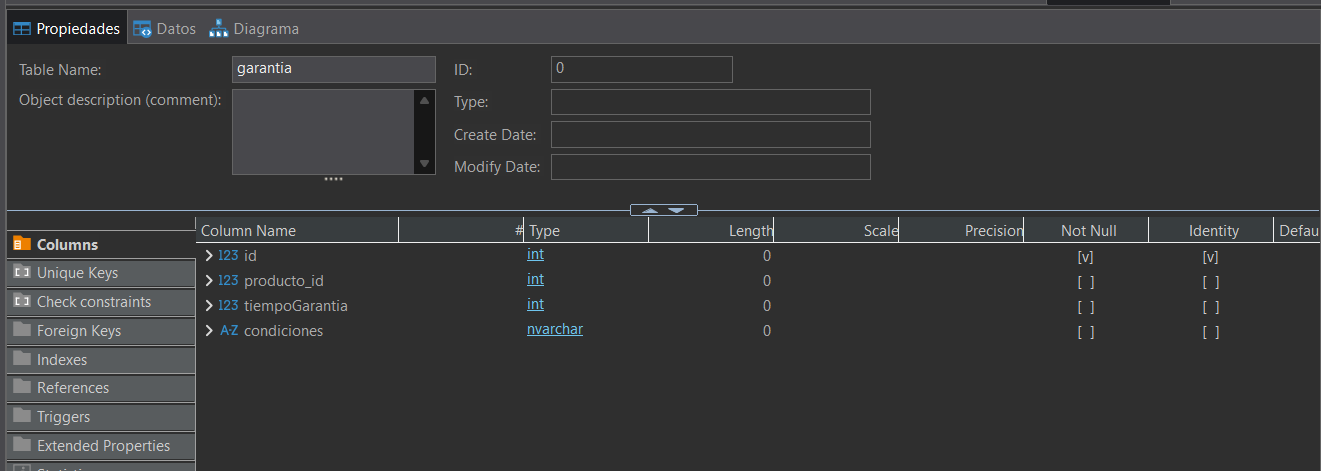 Propiedades Datos Diagrama
Table Name: garantia ID: 0
Object description (comment): Type:
Create Date:
Modify Date:
Columns
Unique Keys
Check constraints
Foreign Keys
Indexes
References
Triggers
Extended Properties
Column Name # Type Length Scale Precision Not Null Identity Defau
123 id int 0 [v] [v]
123 producto_id int 0 [ ] [ ]
123 tiempoGarantia int 0 [ ] [ ]
A-Z condiciones nvarchar 0 [ ] [ ]